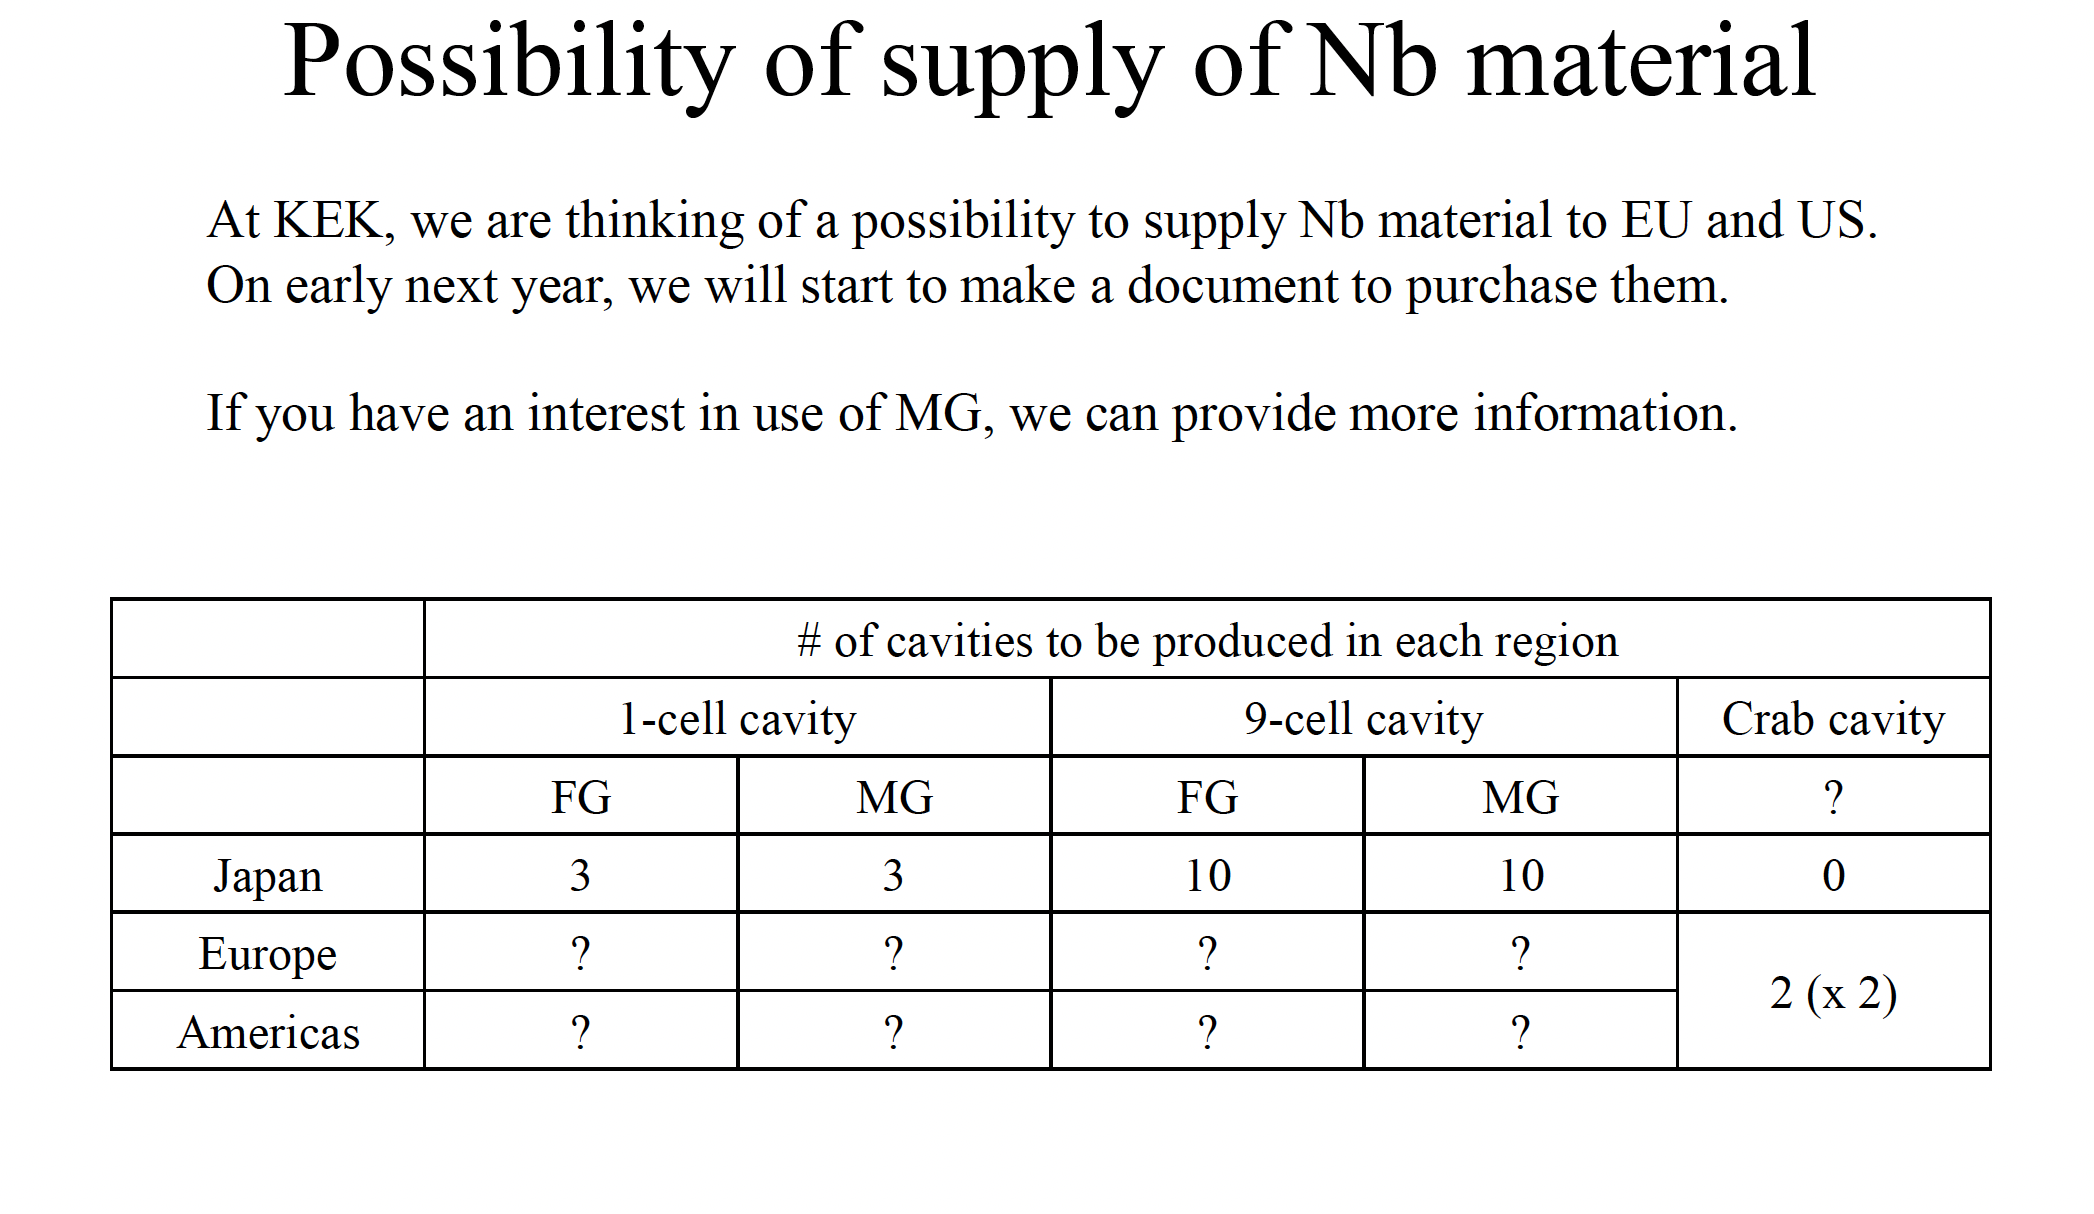 Possibility of supply of Nb material
At KEK, we are thinking of a possibility to supply Nb material to EU and US.
On early next year, we will start to make a document to purchase them.
If you have an interest in use of MG, we can provide more information.
# of cavities to be produced in each region
1-cell cavity 9-cell cavity Crab cavity
FG MG FG MG ?
Japan 3 3 10 10 0
Europe ? ? ? ?
2 (x 2)
Americas ? ? ? ?